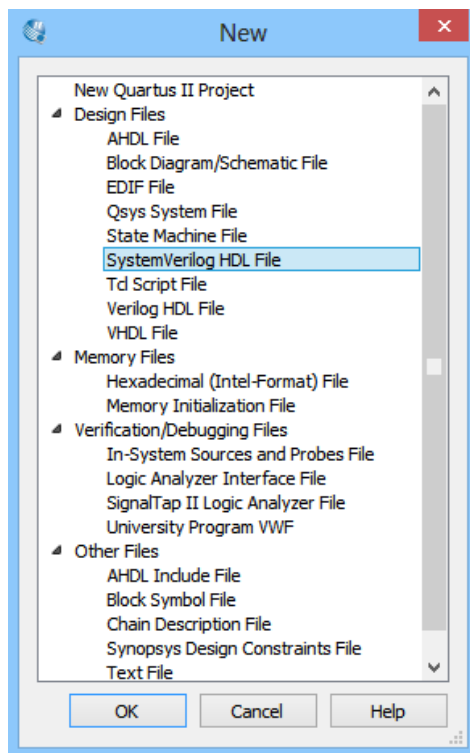 New
New Quartus II Project
Design Files
AHDL File
Block Diagram/Schematic File
EDIF File
Qsys System File
State Machine File
SystemVerilog HDL File
Tcl Script File
Verilog HDL File
VHDL File
Memory Files
Hexadecimal (Intel-Format) File
Memory Initialization File
Verification/Debugging Files
In-System Sources and Probes File
Logic Analyzer Interface File
SignalTap II Logic Analyzer File
University Program VWF
Other Files
AHDL Include File
Block Symbol File
Chain Description File
Synopsys Design Constraints File
Text File
OK Cancel Help